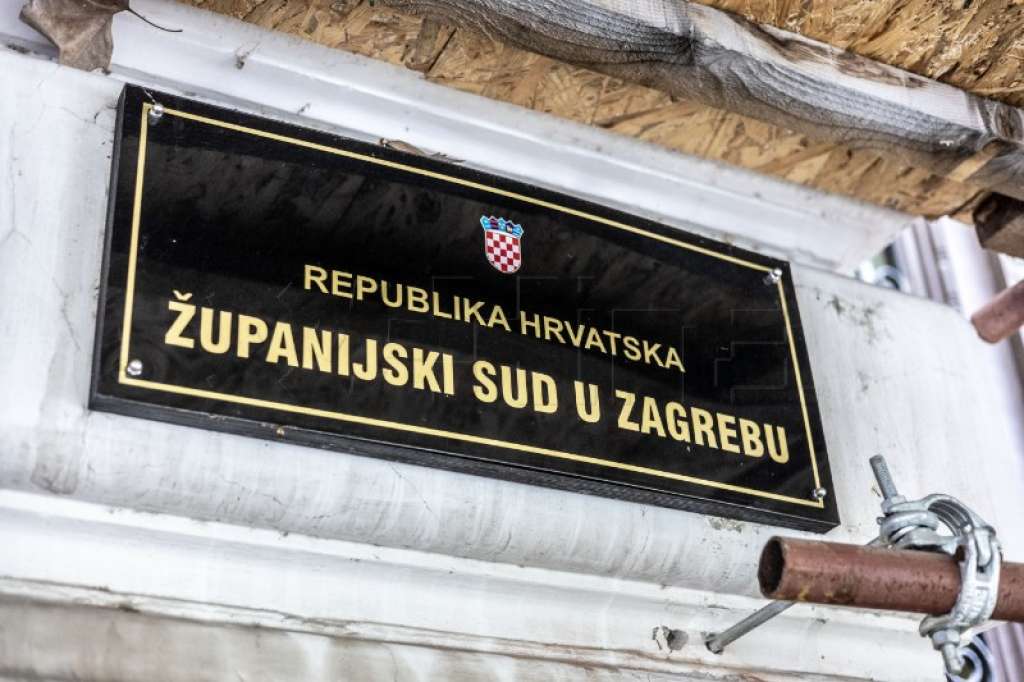 REPUBLIKA HRVATSKA
ŽUPANIJSKI SUD U ZAGREBU